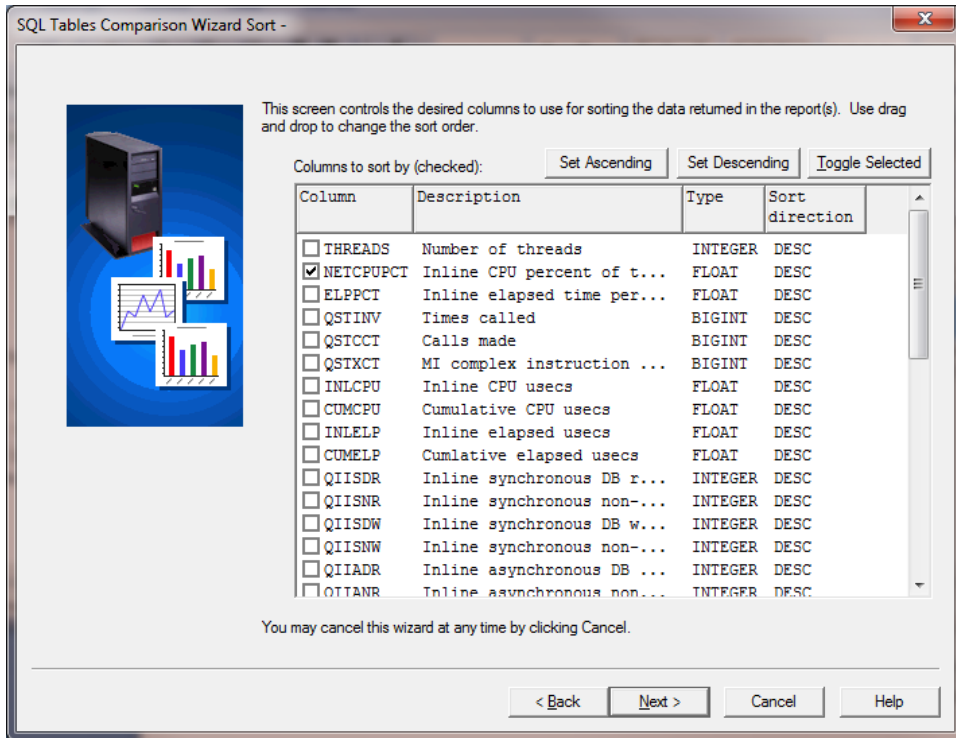 SQL Tables Comparison Wizard Sort -
This screen controls the desired columns to use for sorting the data returned in the report(s). Use drag
and drop to change the sort order.
Columns to sort by (checked): Set Ascending Set Descending Toggle Selected
Column Description Type Sort
direction
THREADS Number of threads INTEGER DESC
NETCPUPCT Inline CPU percent of t... FLOAT DESC
ELPPCT Inline elapsed time per... FLOAT DESC
QSTINV Times called BIGINT DESC
QSTCCT Calls made BIGINT DESC
QSTXCT MI complex instruction ... BIGINT DESC
INLCPU Inline CPU usecs FLOAT DESC
CUMCPU Cumulative CPU usecs FLOAT DESC
INLELP Inline elapsed usecs FLOAT DESC
CUMELP Cumlative elapsed usecs FLOAT DESC
QIISDR Inline synchronous DB r... INTEGER DESC
QIISNR Inline synchronous non-... INTEGER DESC
QIISDW Inline synchronous DB w... INTEGER DESC
QIISNW Inline synchronous non-... INTEGER DESC
QIIADR Inline asynchronous DB ... INTEGER DESC
QIIANR Inline asynchronous non... INTEGER DESC
You may cancel this wizard at any time by clicking Cancel.
< Back Next > Cancel Help